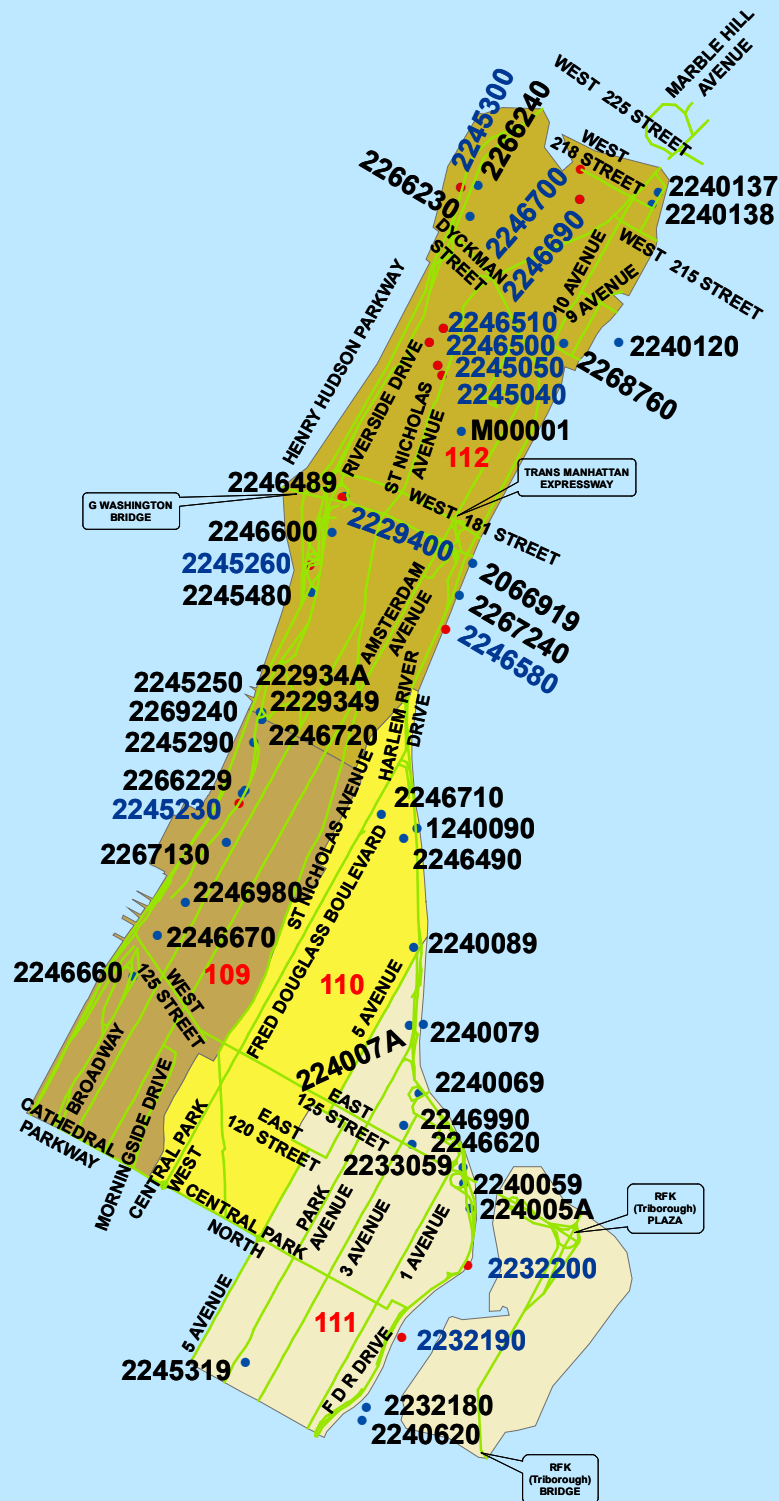 MARBLE HILL
AVENUE
WEST 225 STREET
2245300
2266240
WEST
218 STREET
2266230
2246700
2240137
2240138
DYCKMAN
STREET
2246690
10 AVENUE
9 AVENUE
WEST 215 STREET
HENRY HUDSON PARKWAY
2246510
2246500
2240120
RIVERSIDE DRIVE
2245050
2268760
2245040
ST NICHOLAS
AVENUE
M00001
112
TRANS MANHATTAN
EXPRESSWAY
2246489
G WASHINGTON
BRIDGE
WEST 181 STREET
2229400
2246600
2245260
2066919
2245480
2267240
AMSTERDAM
AVENUE
2246580
HARLEM RIVER
DRIVE
2245250
222934A
2269240
2229349
2245290
2246720
2266229
2245230
ST NICHOLAS AVENUE
2246710
1240090
2267130
2246490
FRED DOUGLASS BOULEVARD
2246980
2246670
2240089
2246660
WEST
125 STREET
109
110
5 AVENUE
2240079
224007A
BROADWAY
MORNINGSIDE DRIVE
2240069
EAST
125 STREET
2246990
EAST
120 STREET
2246620
CATHEDRAL
PARKWAY
CENTRAL PARK
WEST
2233059
2240059
224005A
CENTRAL PARK
NORTH
PARK
AVENUE
3 AVENUE
1 AVENUE
RFK
(Triborough)
PLAZA
2232200
5 AVENUE
111
2232190
2245319
F D R DRIVE
2232180
2240620
RFK
(Triborough)
BRIDGE